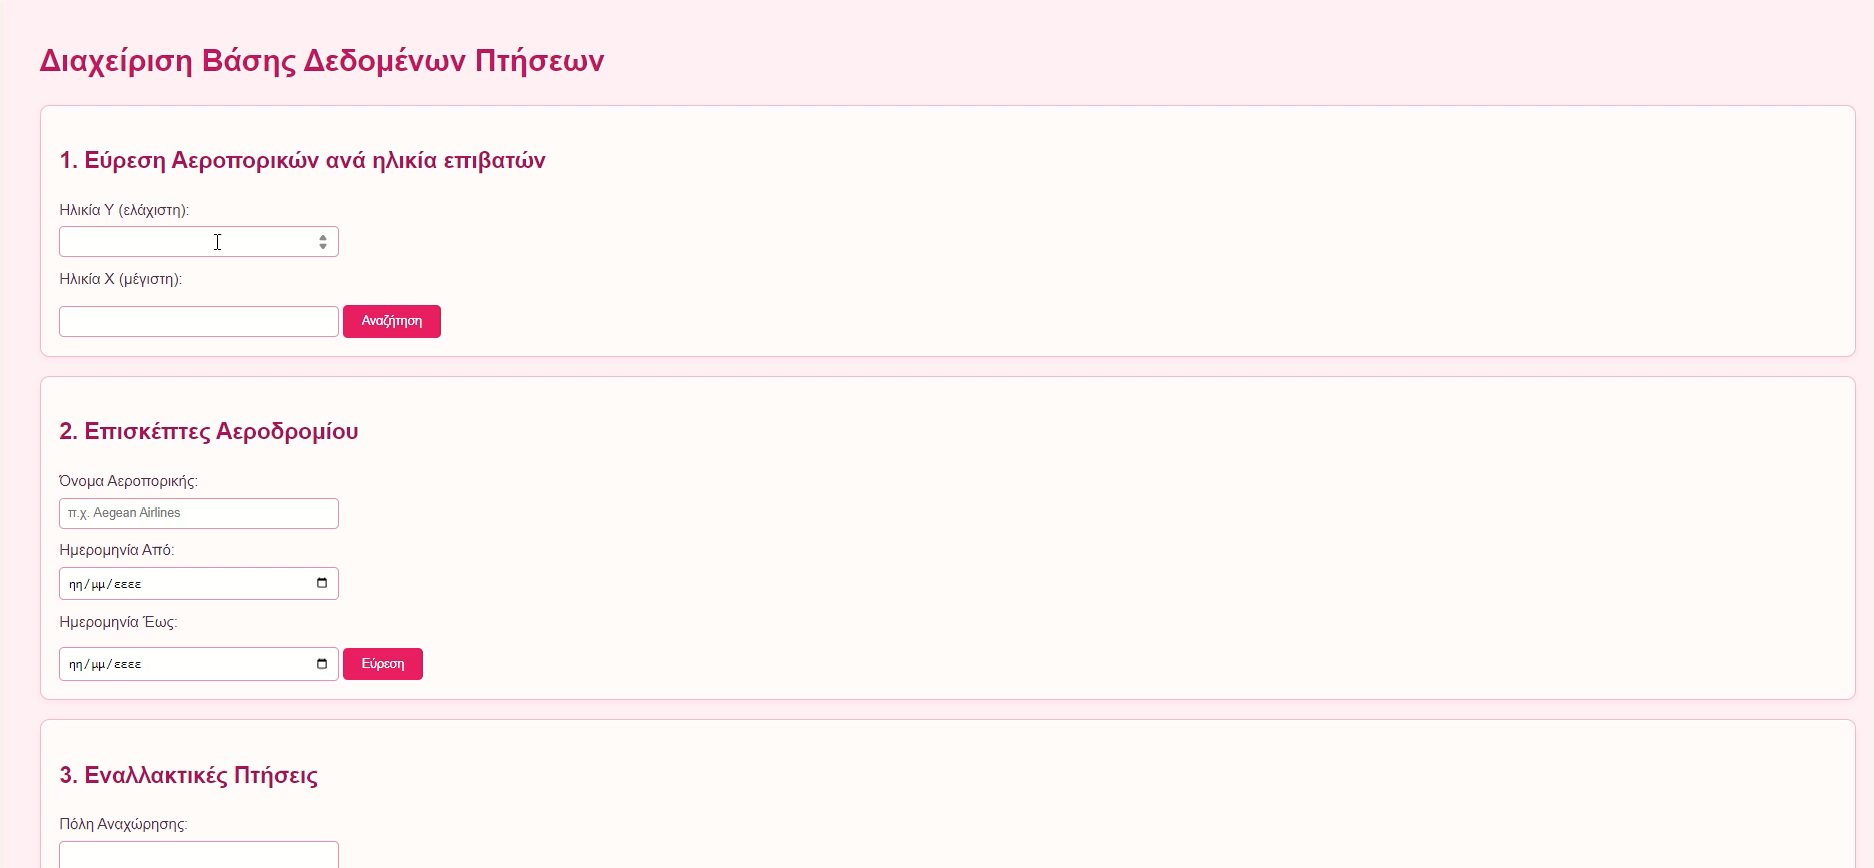 Διαχείριση Βάσης Δεδομένων Πτήσεων
1. Εύρεση Αεροπορικών ανά ηλικία επιβατών
Ηλικία Υ (ελάχιστη):
Ηλικία Χ (μέγιστη):
Αναζήτηση
2. Επισκέπτες Αεροδρομίου
Όνομα Αεροπορικής:
π.χ. Aegean Airlines
Ημερομηνία Από:
ηη/μμ/εεεε
Ημερομηνία Έως:
ηη/μμ/εεεε Εύρεση
3. Εναλλακτικές Πτήσεις
Πόλη Αναχώρησης: